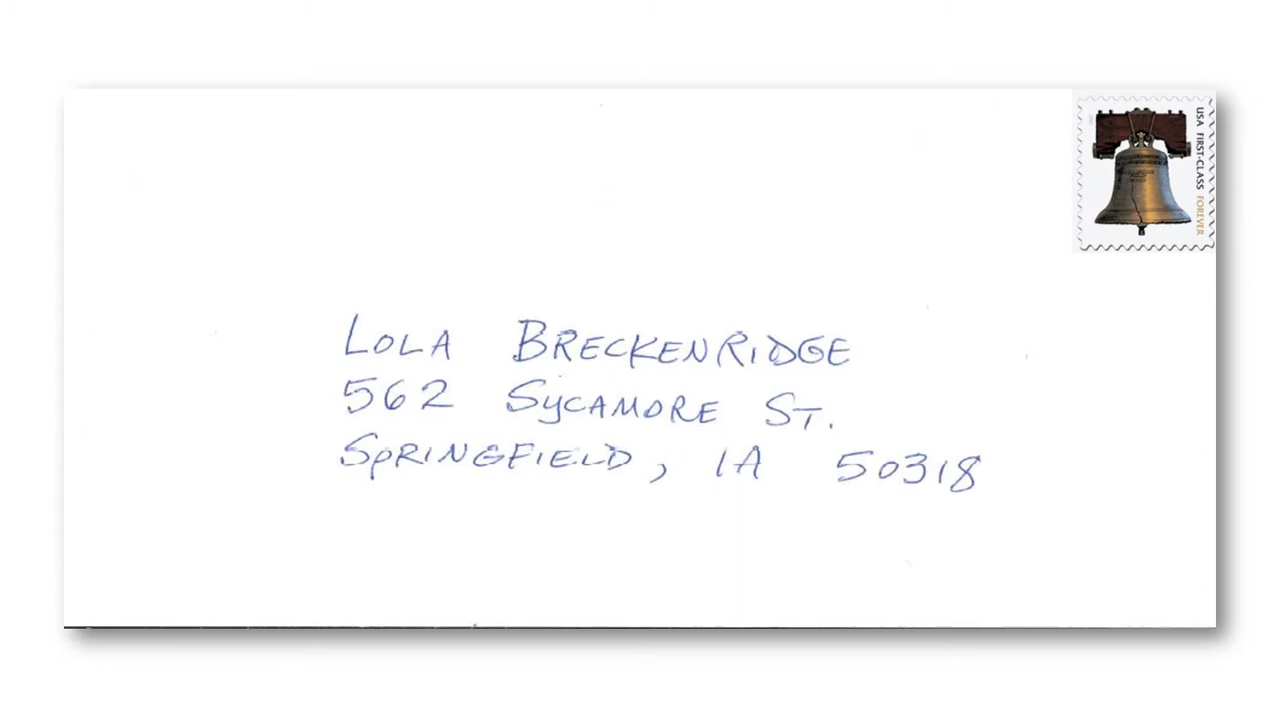 USA FIRST-CLASS FOREVER
LOLA BRECKENRIDGE
562 SYCAMORE ST.
SPRINGFIELD, IA 50318